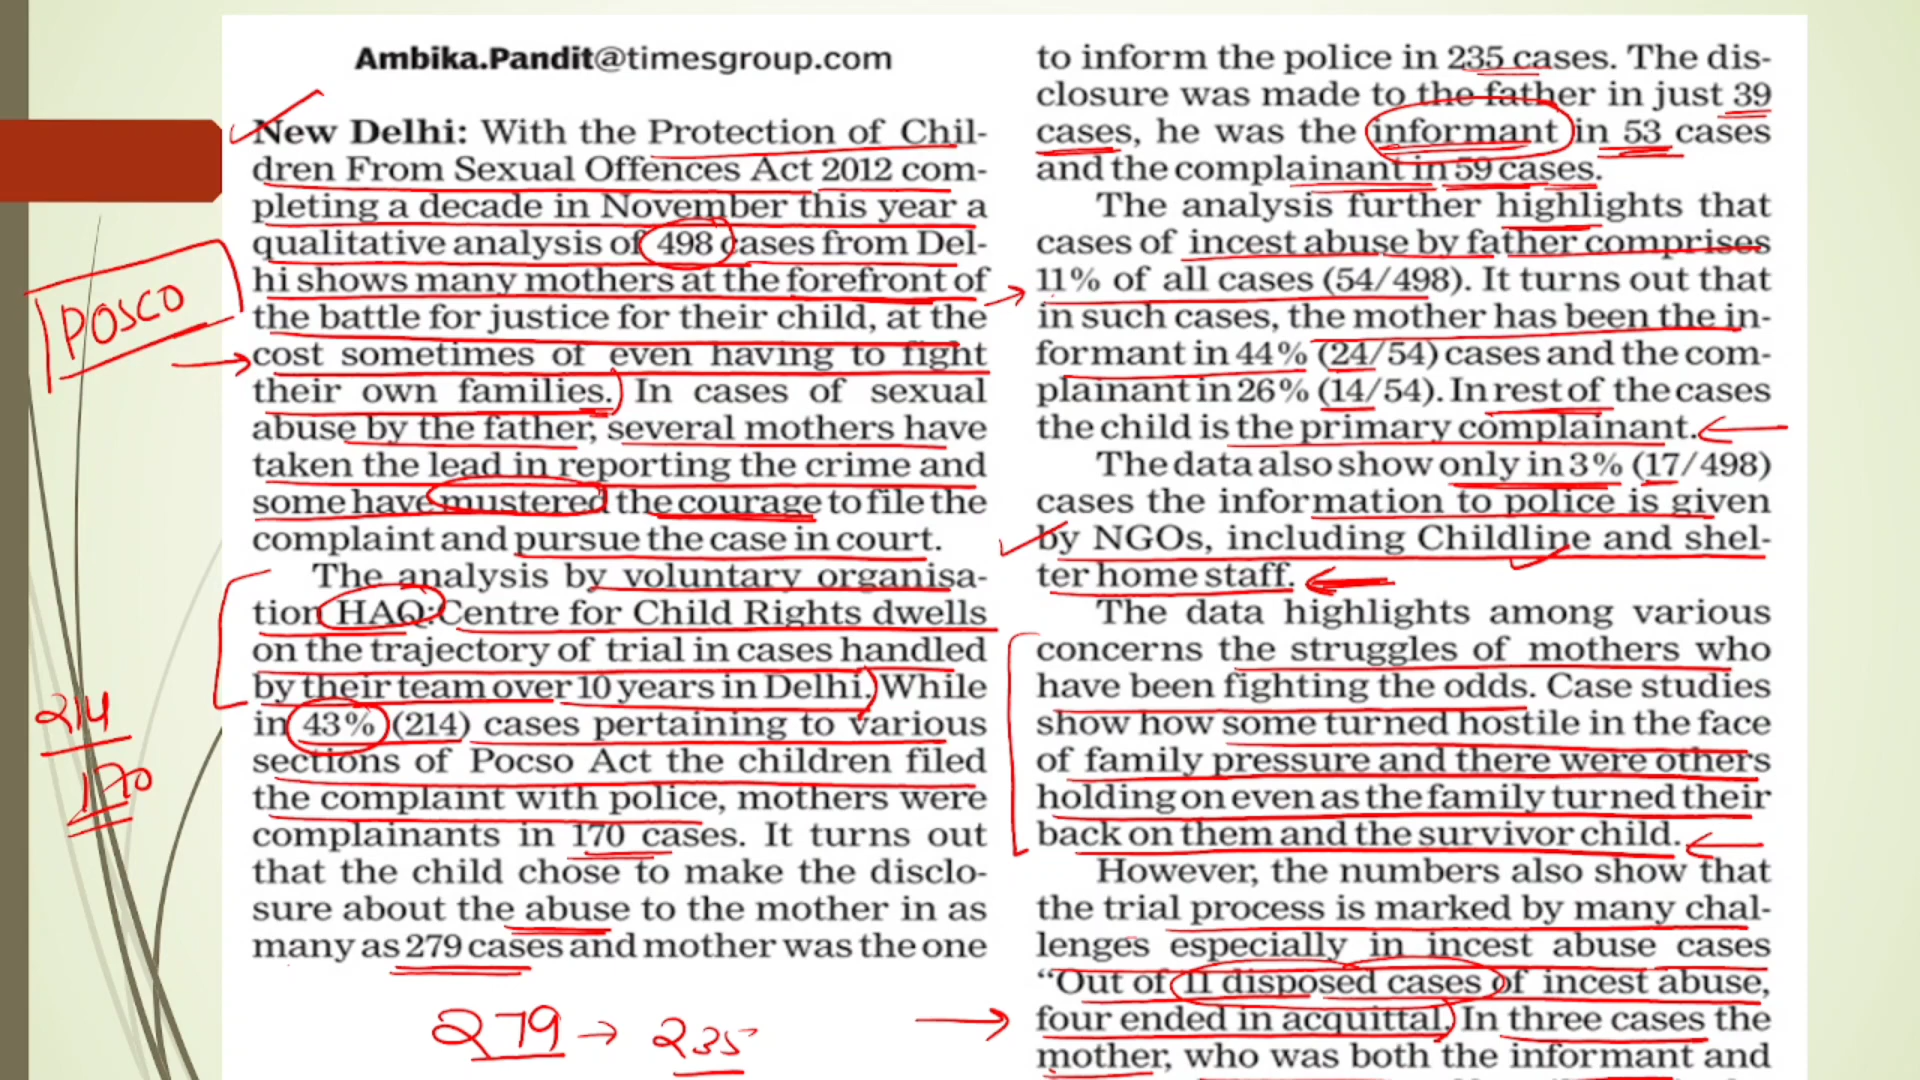 Ambika.Pandit@timesgroup.com
New Delhi: With the Protection of Chil-
dren From Sexual Offences Act 2012 com-
pleting a decade in November this year a
qualitative analysis of 498 cases from Del-
hi shows many mothers at the forefront of
the battle for justice for their child, at the
cost sometimes of even having to fight
their own families. In cases of sexual
abuse by the father, several mothers have
taken the lead in reporting the crime and
some have mustered the courage to file the
complaint and pursue the case in court.
The analysis by voluntary organisa-
tion HAQ:Centre for Child Rights dwells
on the trajectory of trial in cases handled
by their team over 10 years in Delhi. While
in 43% (214) cases pertaining to various
sections of Pocso Act the children filed
the complaint with police, mothers were
complainants in 170 cases. It turns out
that the child chose to make the disclo-
sure about the abuse to the mother in as
many as 279 cases and mother was the one
to inform the police in 235 cases. The dis-
closure was made to the father in just 39
cases, he was the informant in 53 cases
and the complainant in 59 cases.
The analysis further highlights that
cases of incest abuse by father comprises
11% of all cases (54/498). It turns out that
in such cases, the mother has been the in-
formant in 44% (24/54) cases and the com-
plainant in 26% (14/54). In rest of the cases
the child is the primary complainant.
The data also show only in 3% (17/498)
cases the information to police is given
by NGOs, including Childline and shel-
ter home staff.
The data highlights among various
concerns the struggles of mothers who
have been fighting the odds. Case studies
show how some turned hostile in the face
of family pressure and there were others
holding on even as the family turned their
back on them and the survivor child.
However, the numbers also show that
the trial process is marked by many chal-
lenges especially in incest abuse cases
“Out of 11 disposed cases of incest abuse,
four ended in acquittal. In three cases the
mother, who was both the informant and
POSCO
214
170
279 → 235